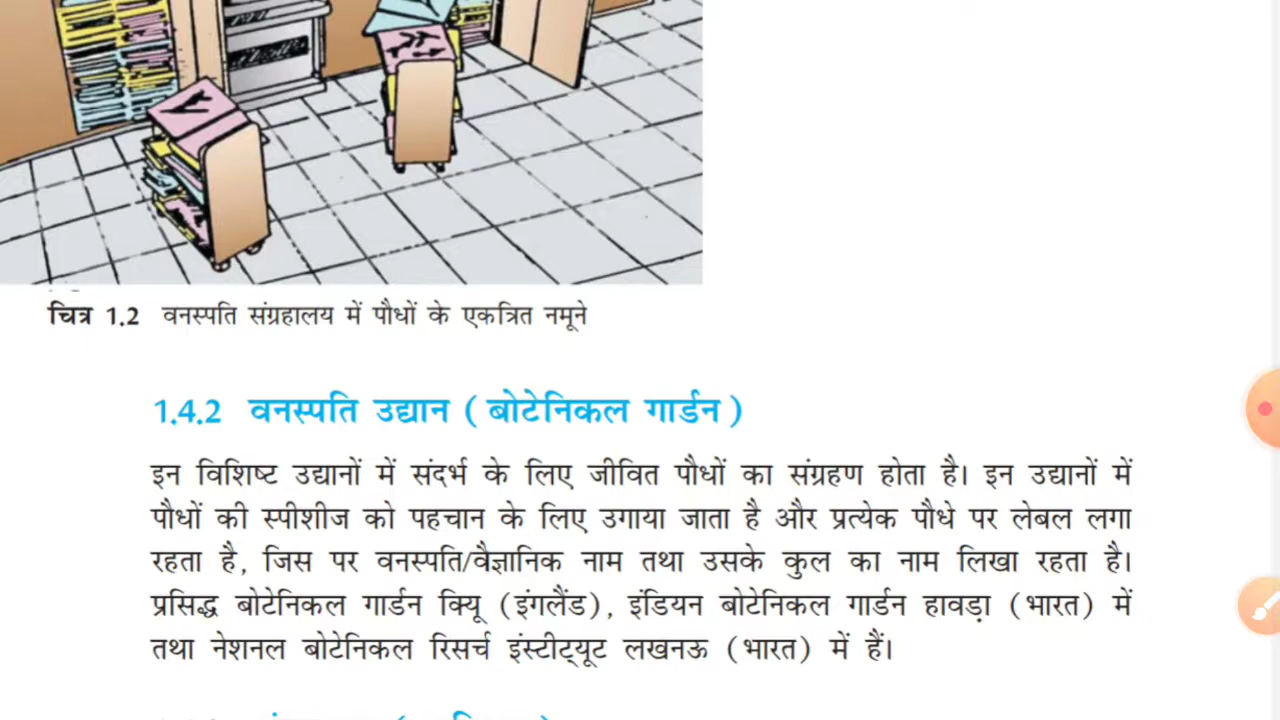 चित्र 1.2 वनस्पति संग्रहालय में पौधों के एकत्रित नमूने
1.4.2 वनस्पति उद्यान ( बोटेनिकल गार्डन )
इन विशिष्ट उद्यानों में संदर्भ के लिए जीवित पौधों का संग्रहण होता है। इन उद्यानों में
पौधों की स्पीशीज को पहचान के लिए उगाया जाता है और प्रत्येक पौधे पर लेबल लगा
रहता है, जिस पर वनस्पति/वैज्ञानिक नाम तथा उसके कुल का नाम लिखा रहता है।
प्रसिद्ध बोटेनिकल गार्डन क्यू (इंगलैंड), इंडियन बोटेनिकल गार्डन हावड़ा (भारत) में
तथा नेशनल बोटेनिकल रिसर्च इंस्टीट्यूट लखनऊ (भारत) में हैं।